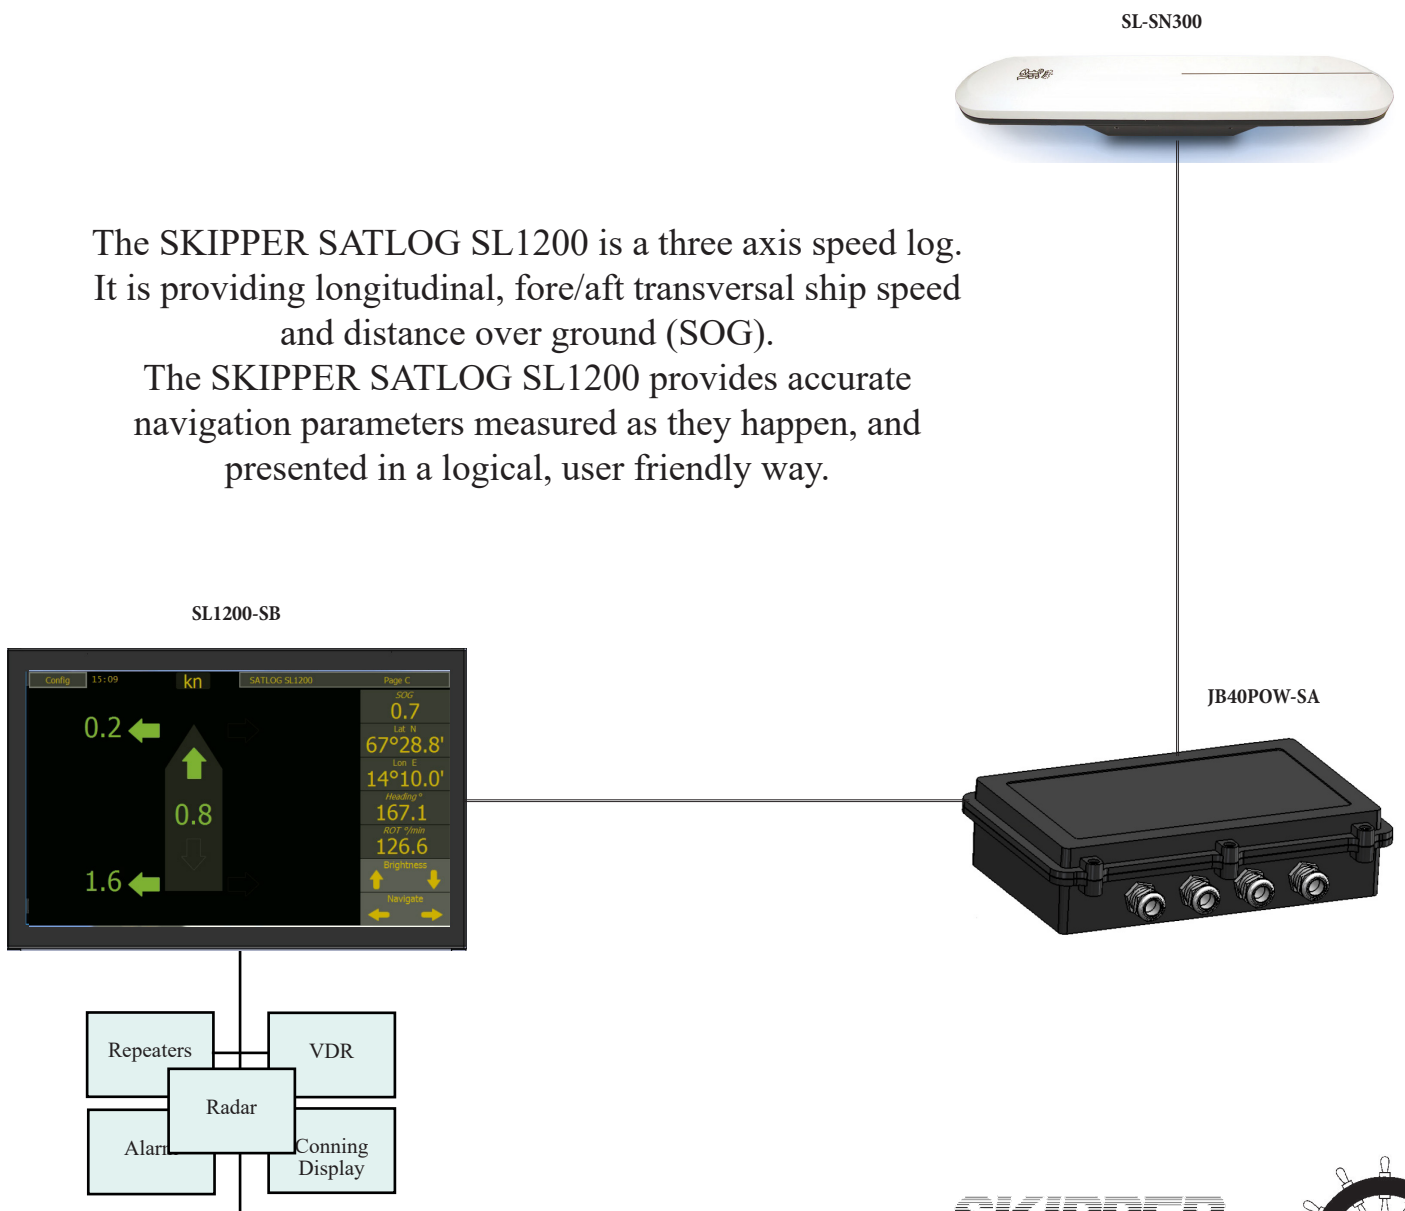 SL-SN300
The SKIPPER SATLOG SL1200 is a three axis speed log.
It is providing longitudinal, fore/aft transversal ship speed
and distance over ground (SOG).
The SKIPPER SATLOG SL1200 provides accurate
navigation parameters measured as they happen, and
presented in a logical, user friendly way.
SL1200-SB
Config 15:09 kn SATLOG SL1200 Page C
SOG
0.7
0.2
Lat N
67°28.8'
Lon E
14°10.0'
0.8
Heading°
167.1
ROT °/min
126.6
1.6
Brightness
Navigate
JB40POW-SA
Repeaters
VDR
Radar
Alarm
Conning
Display
SKIPPER